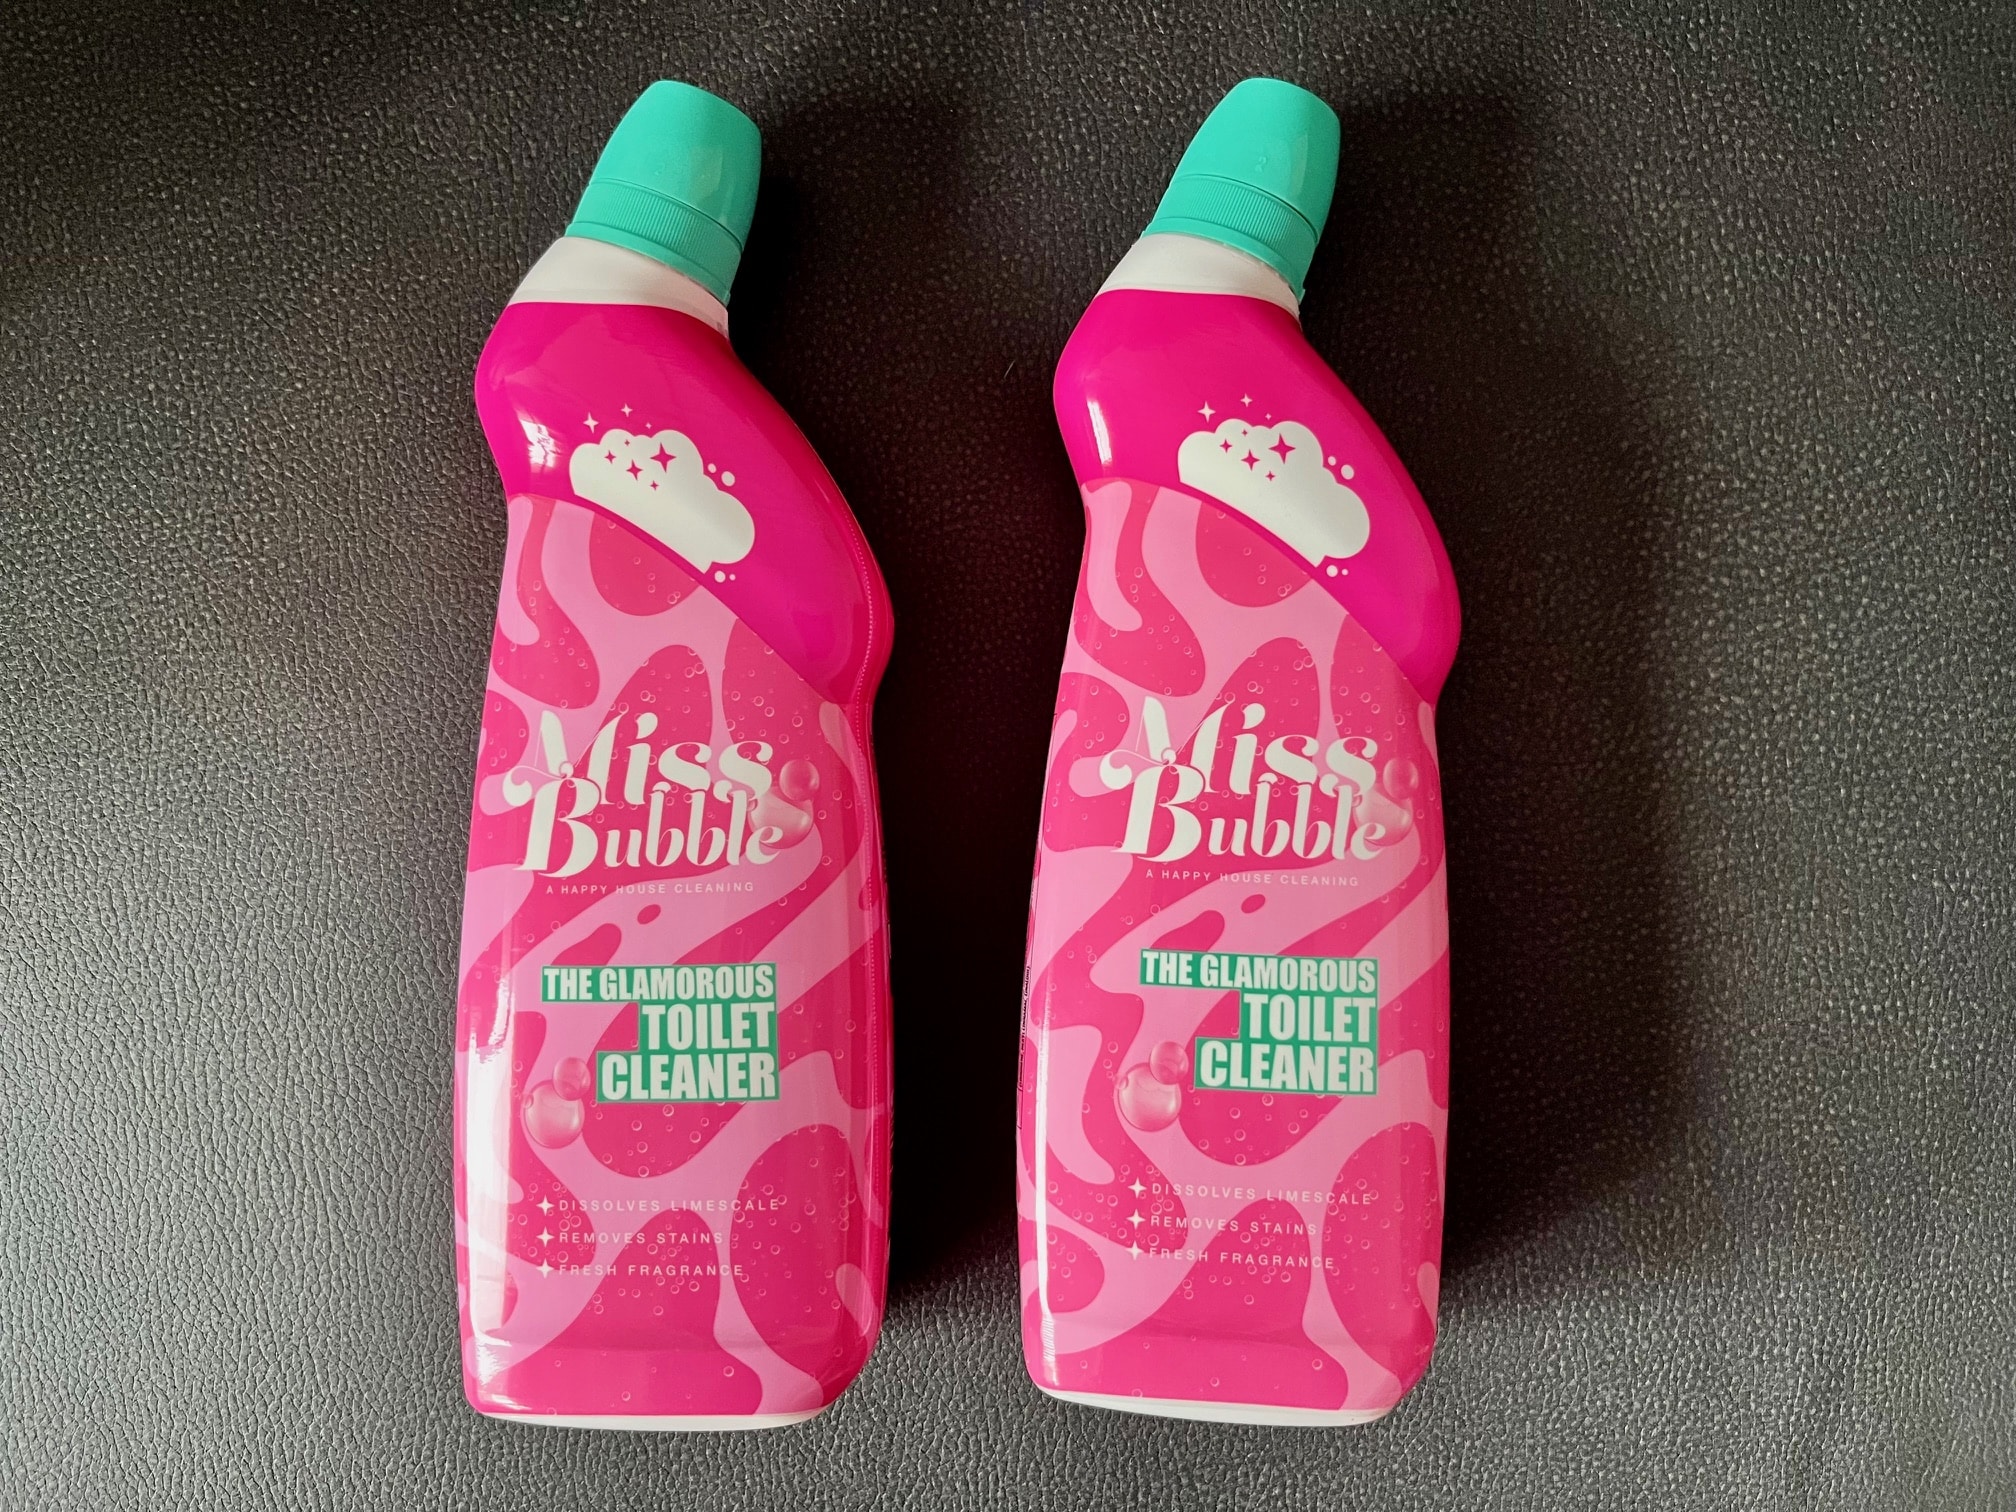 Miss
Bubble
A HAPPY HOUSE CLEANING
THE GLAMOROUS
TOILET
CLEANER
DISSOLVES LIMESCALE
REMOVES STAINS
FRESH FRAGRANCE
Miss
Bubble
A HAPPY HOUSE CLEANING
THE GLAMOROUS
TOILET
CLEANER
DISSOLVES LIMESCALE
REMOVES STAINS
FRESH FRAGRANCE